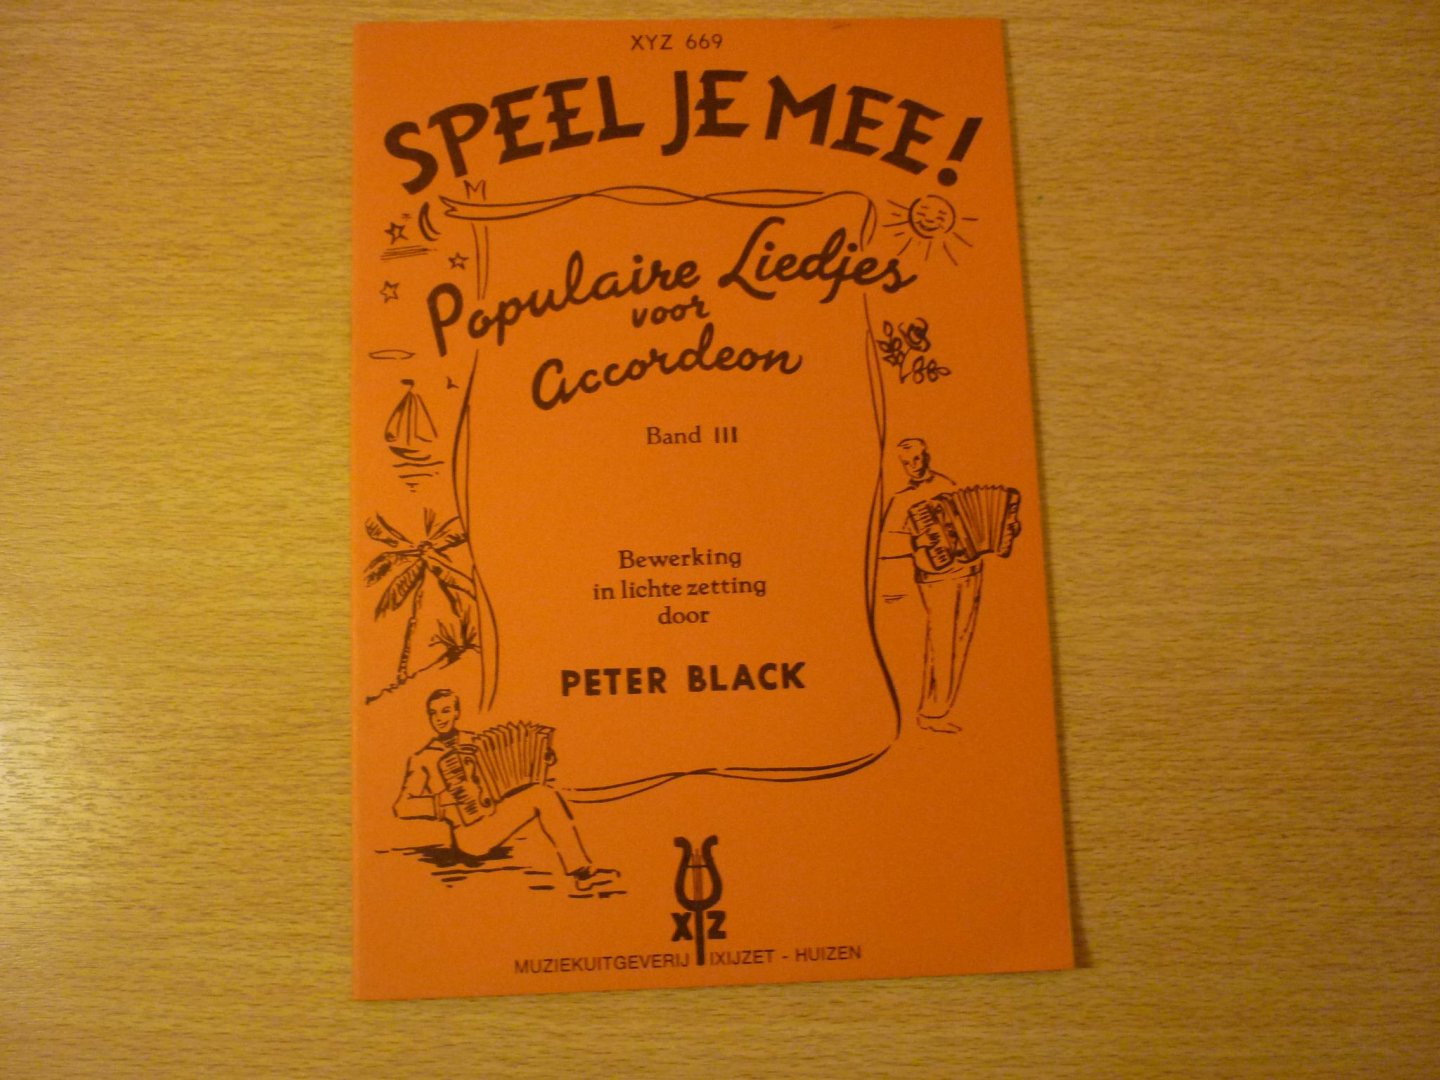 XYZ 669
SPEEL JE MEE!
Populaire Liedjes
voor
Accordeon
Band III
Bewerking
in lichte zetting
door
PETER BLACK
XYZ
MUZIEKUITGEVERIJ IXIJZET - HUIZEN